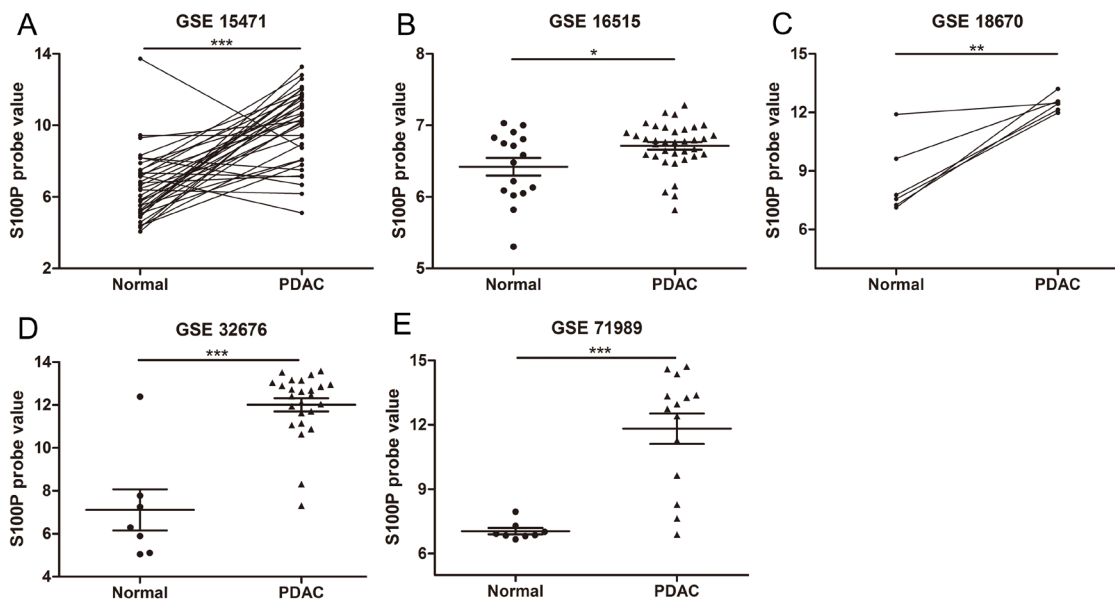 A
GSE 15471
***
S100P probe value
14
10
6
2
Normal
PDAC
B
GSE 16515
*
S100P probe value
8
7
6
5
Normal
PDAC
C
GSE 18670
**
S100P probe value
15
12
9
6
Normal
PDAC
D
GSE 32676
***
S100P probe value
14
12
10
8
6
4
Normal
PDAC
E
GSE 71989
***
S100P probe value
15
12
9
6
Normal
PDAC